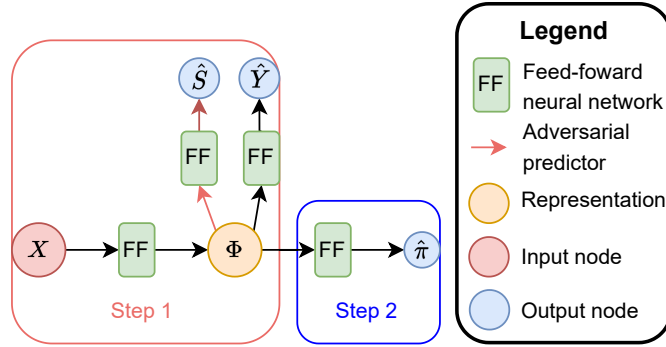 Ŝ
Ŷ
FF
FF
X
FF
Φ
FF
π̂
Step 1
Step 2
Legend
FF
Feed-foward
neural network
Adversarial
predictor
Representation
Input node
Output node